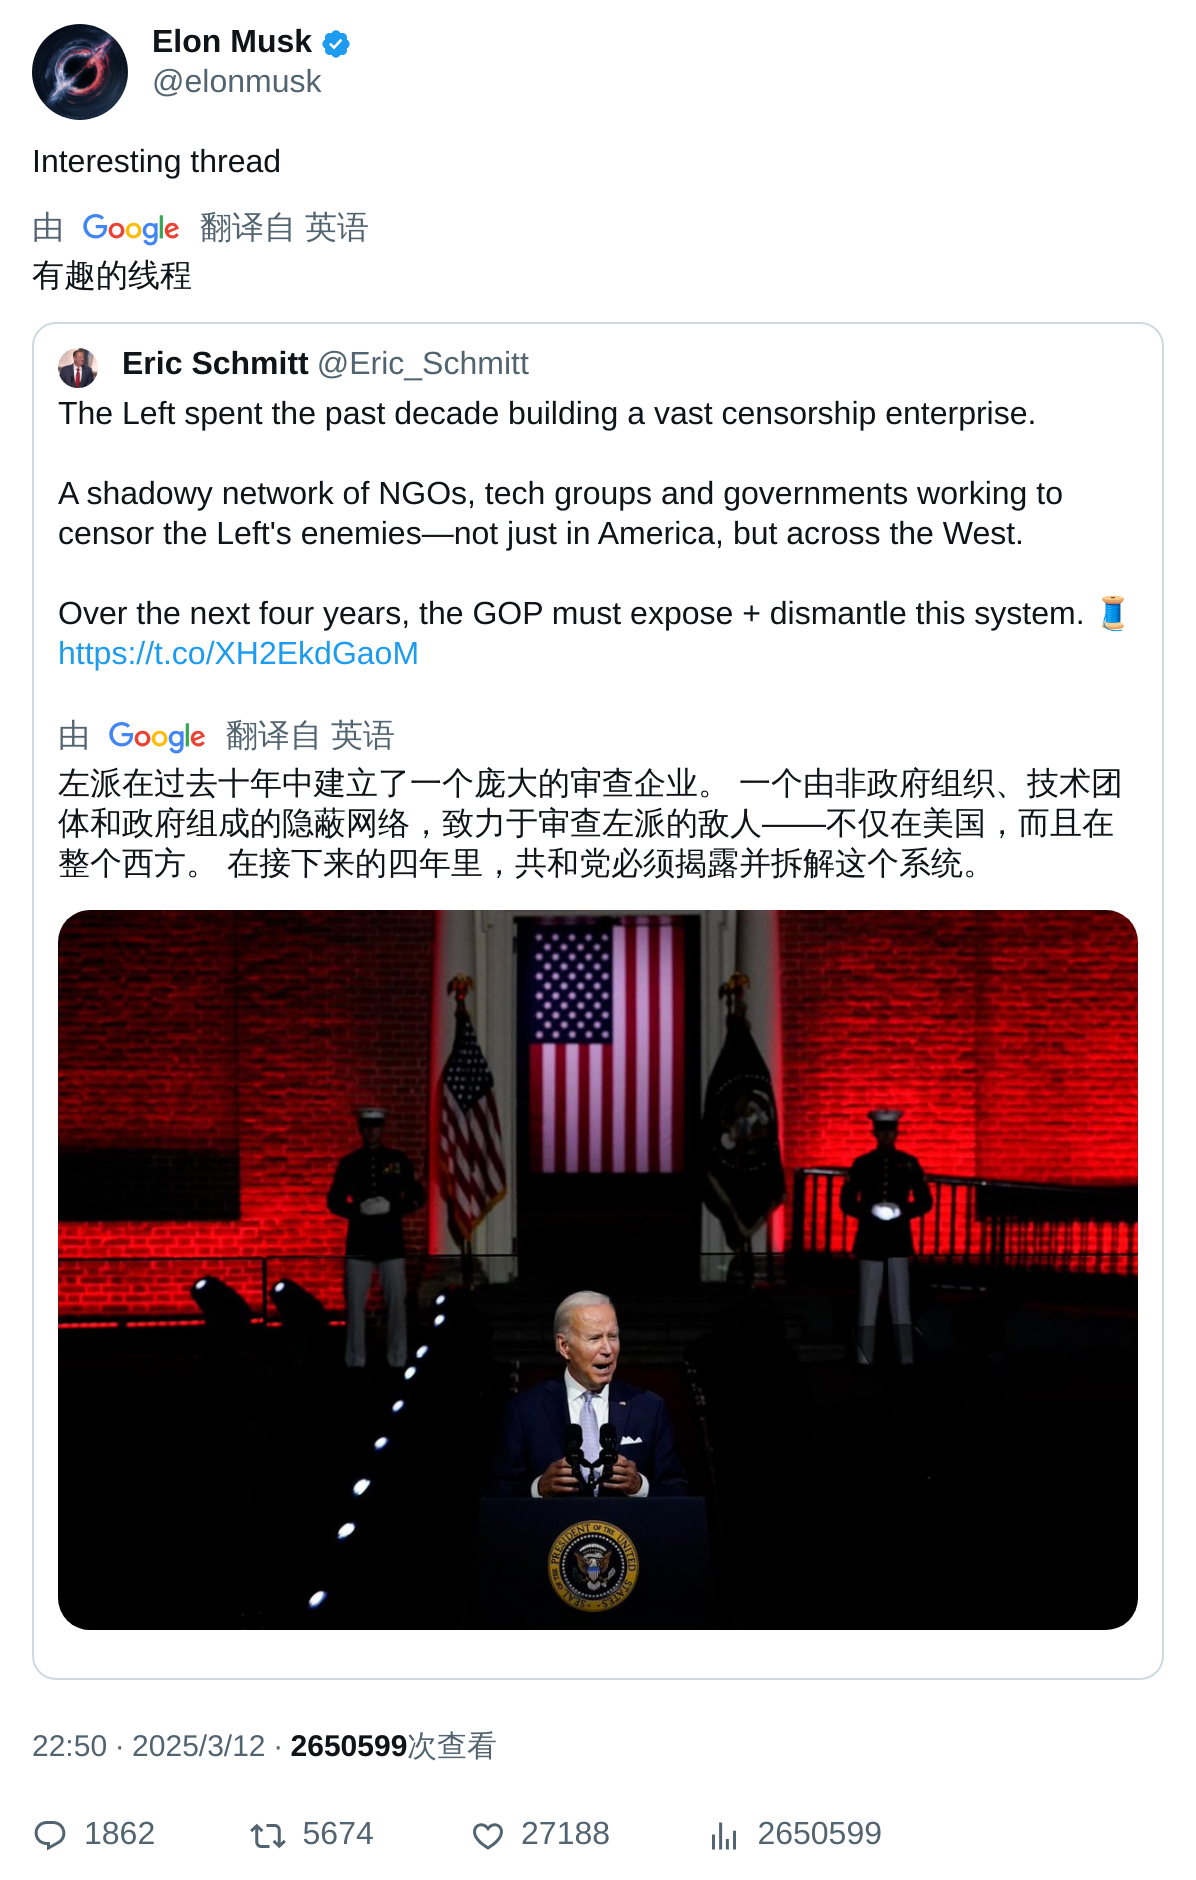 Elon Musk
@elonmusk
Interesting thread
由 Google 翻译自 英语
有趣的线程
Eric Schmitt @Eric_Schmitt
The Left spent the past decade building a vast censorship enterprise.
A shadowy network of NGOs, tech groups and governments working to
censor the Left's enemies—not just in America, but across the West.
Over the next four years, the GOP must expose + dismantle this system. 🧵
https://t.co/XH2EkdGaoM
由 Google 翻译自 英语
左派在过去十年中建立了一个庞大的审查企业。 一个由非政府组织、技术团
体和政府组成的隐蔽网络，致力于审查左派的敌人——不仅在美国，而且在
整个西方。 在接下来的四年里，共和党必须揭露并拆解这个系统。
SEAL OF THE PRESIDENT OF THE UNITED STATES
22:50 · 2025/3/12 · 2650599次查看
1862 5674 27188 2650599